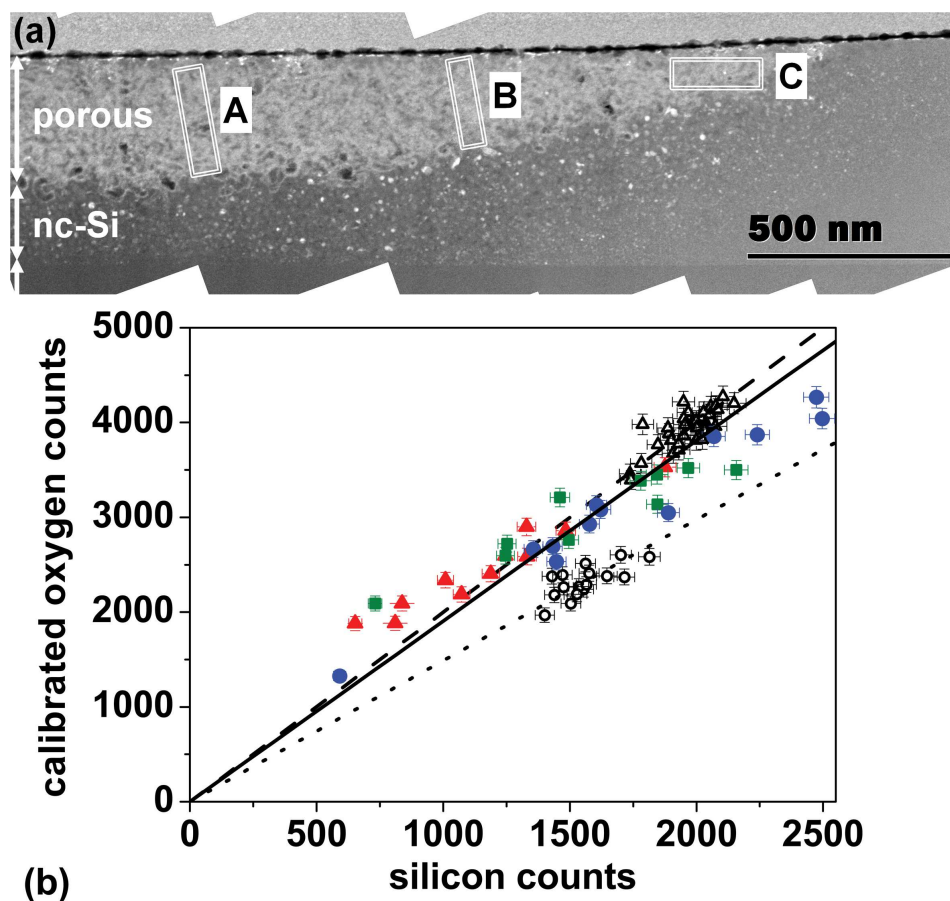 (a)
A
B
C
porous
nc-Si
500 nm
5000
4000
3000
2000
1000
0
calibrated oxygen counts
0 500 1000 1500 2000 2500
silicon counts
(b)